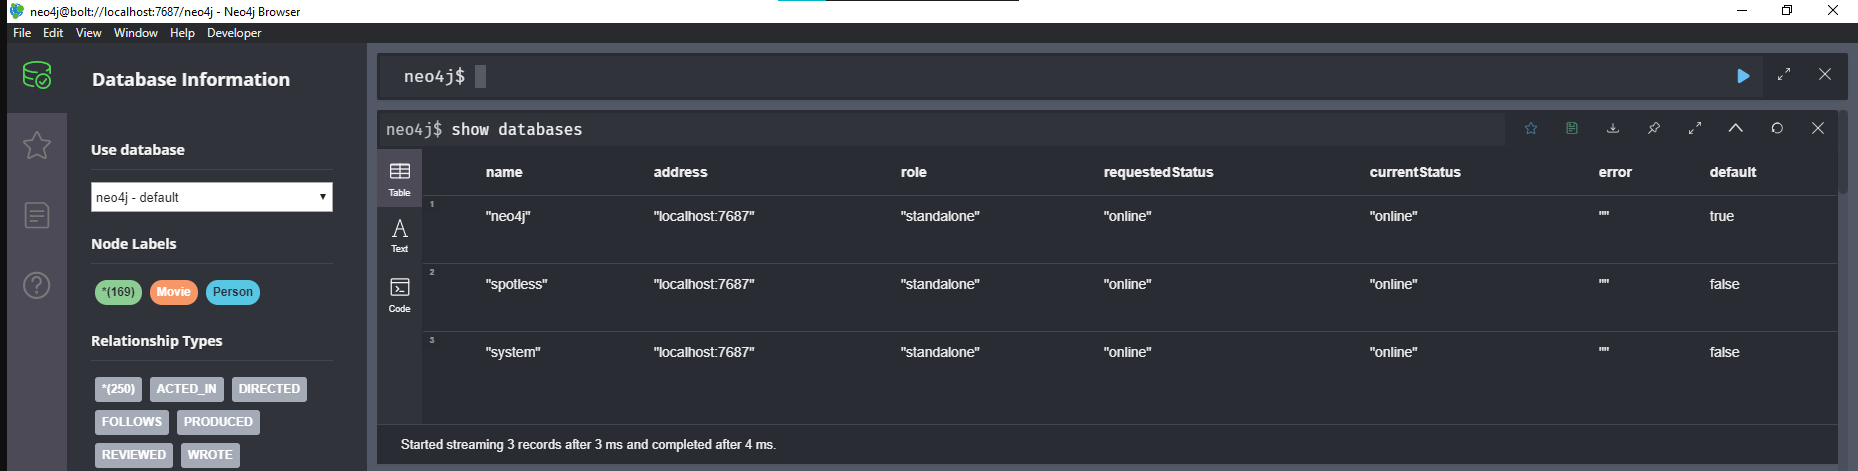 neo4j@bolt://localhost:7687/neo4j - Neo4j Browser
File Edit View Window Help Developer
Database Information
Use database
neo4j - default
Node Labels
*(169) Movie Person
Relationship Types
*(250) ACTED_IN DIRECTED
FOLLOWS PRODUCED
REVIEWED WROTE
neo4j$
neo4j$ show databases
Table
Text
Code
name address role requestedStatus currentStatus error default
1 "neo4j" "localhost:7687" "standalone" "online" "online" "" true
2 "spotless" "localhost:7687" "standalone" "online" "online" "" false
3 "system" "localhost:7687" "standalone" "online" "online" "" false
Started streaming 3 records after 3 ms and completed after 4 ms.